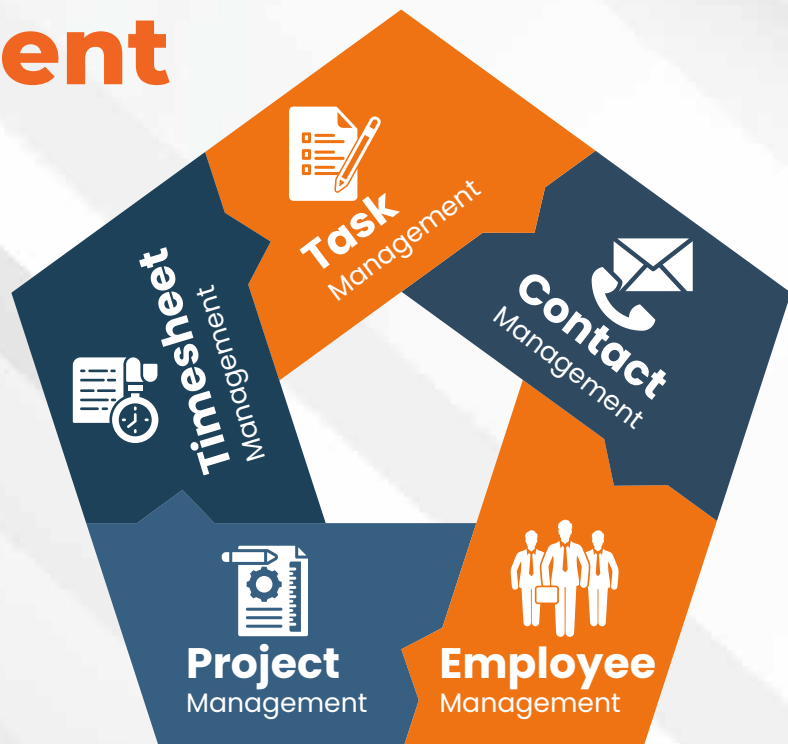 ent
Task
Management
Contact
Management
Timesheet
Management
Project
Management
Employee
Management